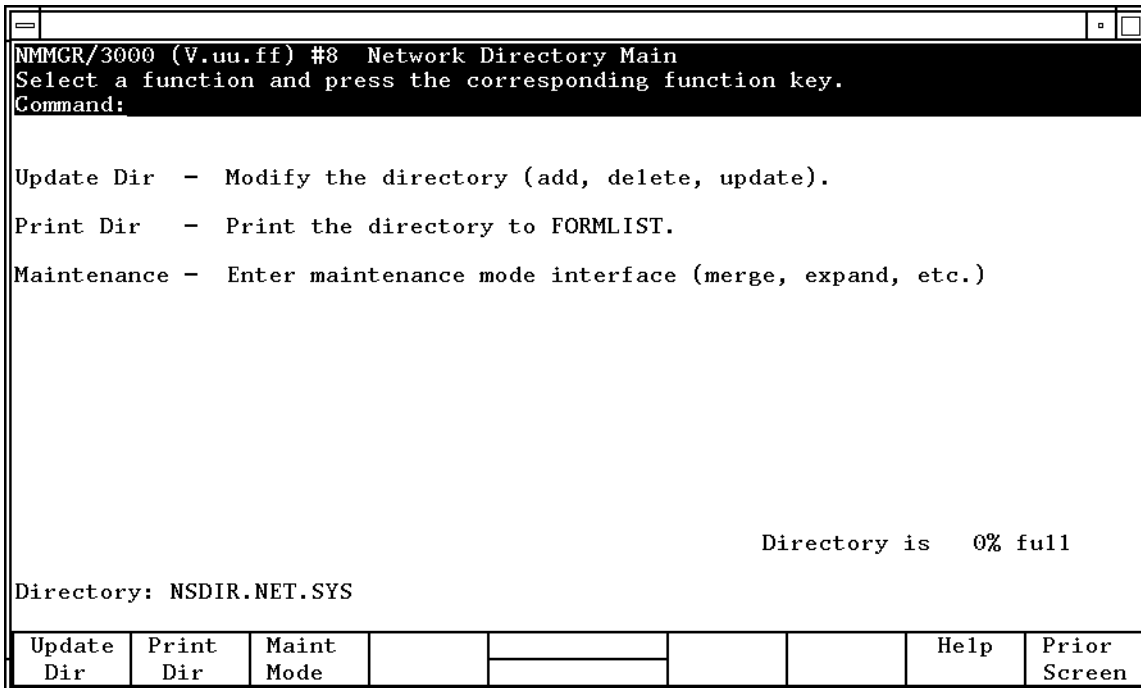 NMMGR/3000 (V.uu.ff) #8  Network Directory Main
Select a function and press the corresponding function key.
Command:
Update Dir  –  Modify the directory (add, delete, update).
Print Dir   –  Print the directory to FORMLIST.
Maintenance –  Enter maintenance mode interface (merge, expand, etc.)
Directory is   0% full
Directory: NSDIR.NET.SYS
Update Print Maint Help Prior
Dir Dir Mode Screen